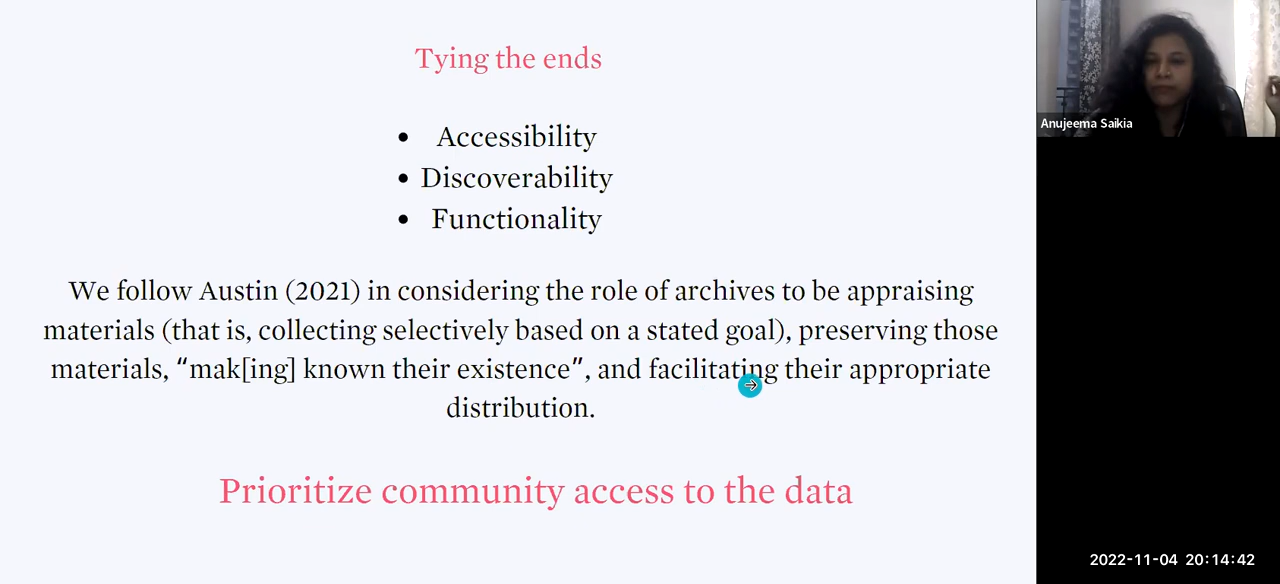 Tying the ends
• Accessibility
• Discoverability
• Functionality
We follow Austin (2021) in considering the role of archives to be appraising
materials (that is, collecting selectively based on a stated goal), preserving those
materials, “mak[ing] known their existence”, and facilitating their appropriate
distribution.
Prioritize community access to the data
Anujeema Saikia
2022-11-04 20:14:42